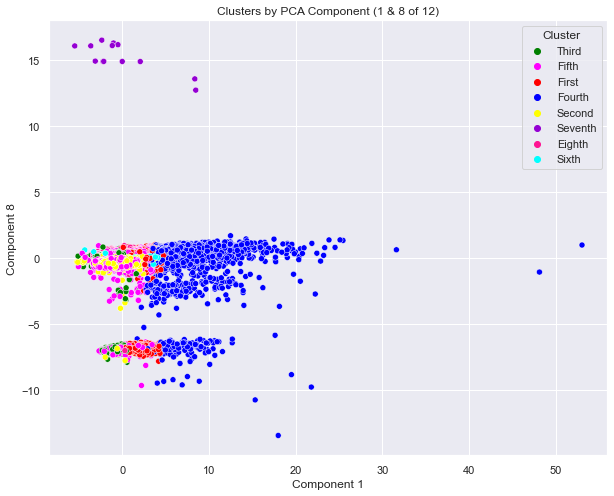 Clusters by PCA Component (1 & 8 of 12)
Cluster
Third
Fifth
First
Fourth
Second
Seventh
Eighth
Sixth
15
10
5
0
−5
−10
Component 8
0
10
20
30
40
50
Component 1